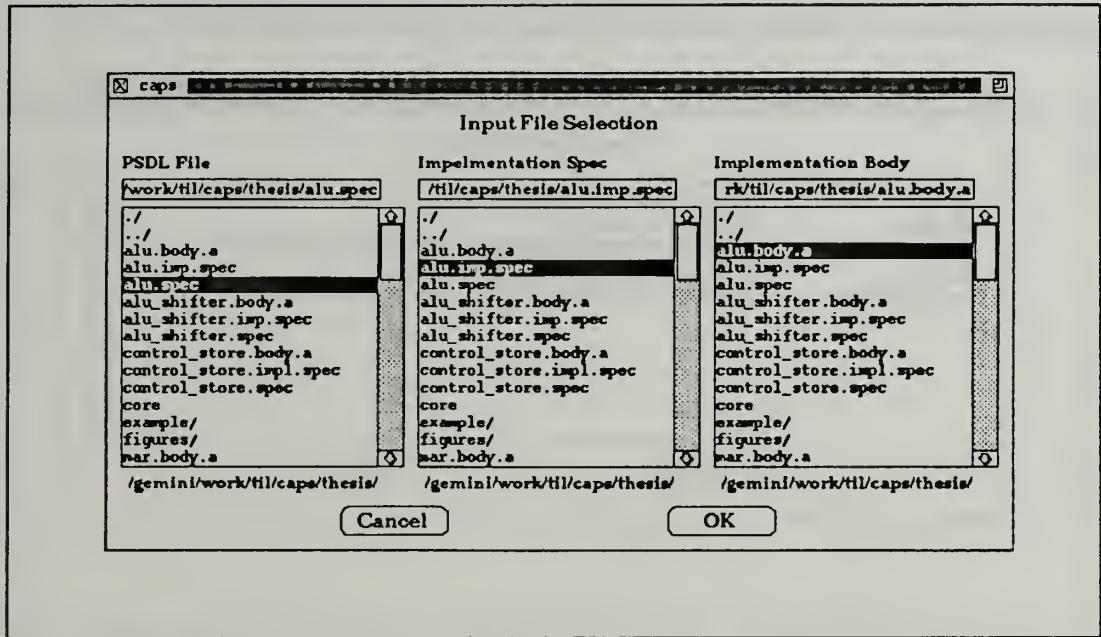 caps
Input File Selection
PSDL File
/work/til/caps/thesis/alu.spec
./
../
alu.body.a
alu.imp.spec
alu.spec
alu_shifter.body.a
alu_shifter.imp.spec
alu_shifter.spec
control_store.body.a
control_store.impl.spec
control_store.spec
core
example/
figures/
mar.body.a
/gemini/work/til/caps/thesis/
Impelmentation Spec
/til/caps/thesis/alu.imp.spec
./
../
alu.body.a
alu.imp.spec
alu.spec
alu_shifter.body.a
alu_shifter.imp.spec
alu_shifter.spec
control_store.body.a
control_store.impl.spec
control_store.spec
core
example/
figures/
mar.body.a
/gemini/work/til/caps/thesis/
Implementation Body
rk/til/caps/thesis/alu.body.a
./
../
alu.body.a
alu.imp.spec
alu.spec
alu_shifter.body.a
alu_shifter.imp.spec
alu_shifter.spec
control_store.body.a
control_store.impl.spec
control_store.spec
core
example/
figures/
mar.body.a
/gemini/work/til/caps/thesis/
Cancel
OK